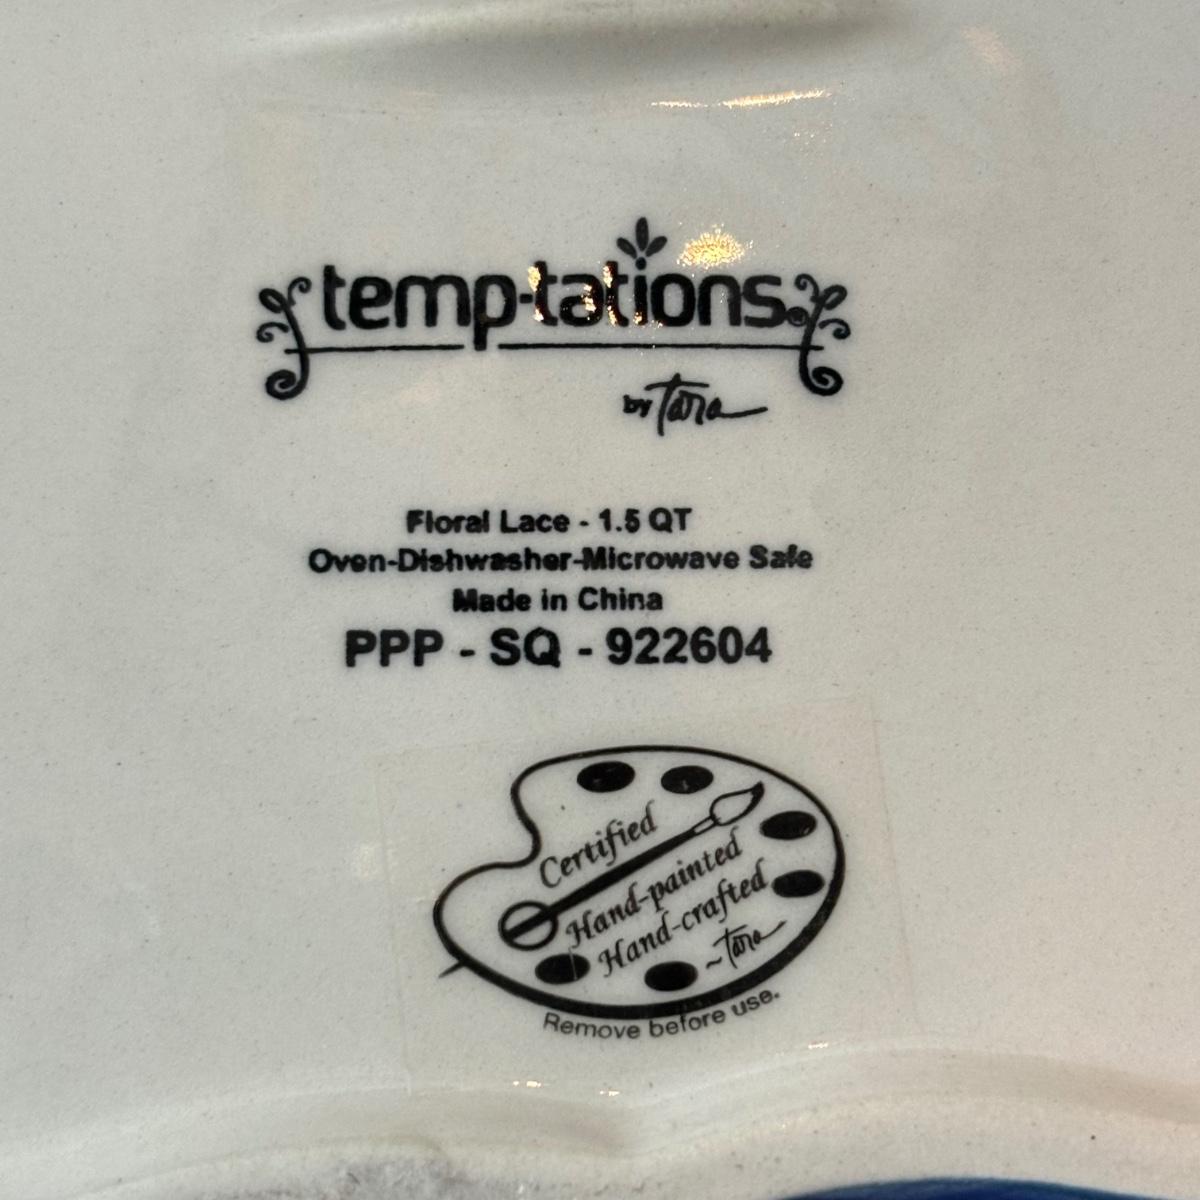 temp-tations®
by Tara
Floral Lace - 1.5 QT
Oven-Dishwasher-Microwave Safe
Made in China
PPP - SQ - 922604
Certified
Hand-painted
Hand-crafted
~Tara
Remove before use.